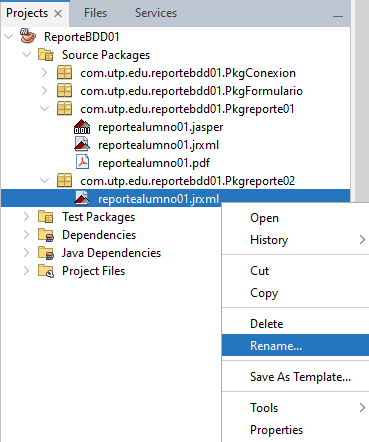 Projects × Files Services
ReporteBDD01
Source Packages
com.utp.edu.reportebdd01.PkgConexion
com.utp.edu.reportebdd01.PkgFormulario
com.utp.edu.reportebdd01.Pkgreporte01
reportealumno01.jasper
reportealumno01.jrxml
reportealumno01.pdf
com.utp.edu.reportebdd01.Pkgreporte02
reportealumno01.jrxml
Test Packages
Dependencies
Java Dependencies
Project Files
Open
History
Cut
Copy
Delete
Rename...
Save As Template...
Tools
Properties